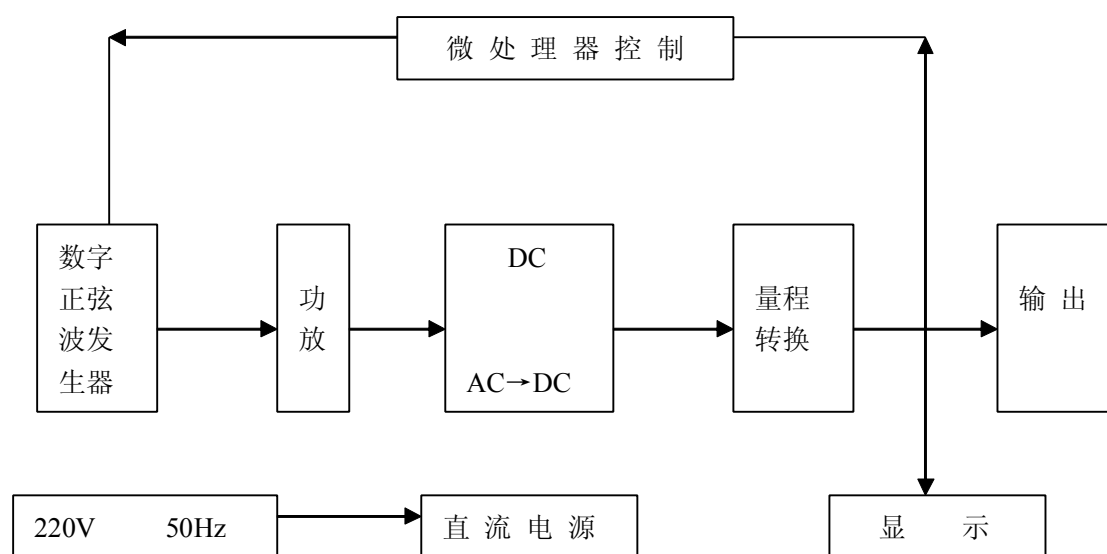 微处理器控制
数字
正弦
波发
生器
功
放
DC
AC→DC
量程
转换
输出
220V 50Hz
直流电源
显示